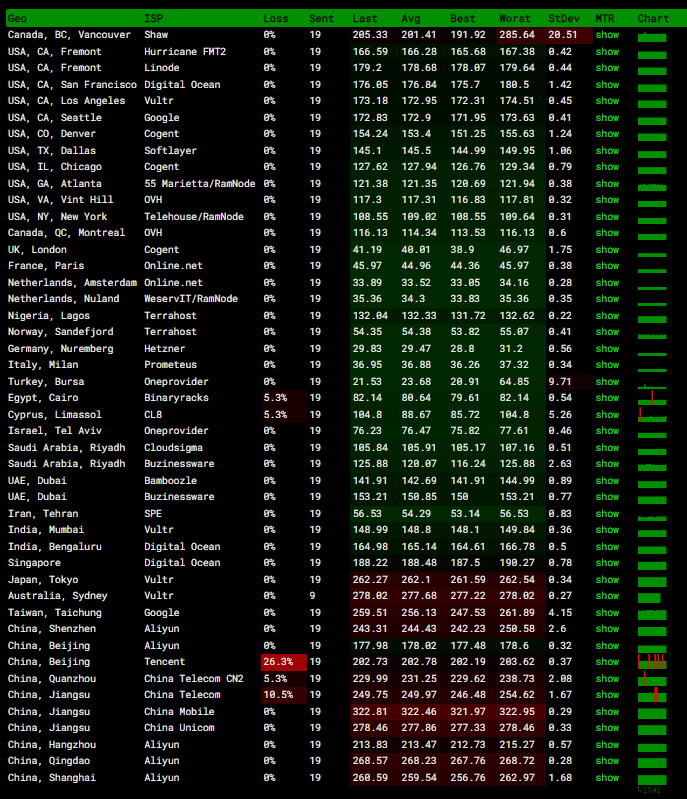 Geo ISP Loss Sent Last Avg Best Worst StDev MTR Chart
Canada, BC, Vancouver Shaw 0% 19 205.33 201.41 191.92 285.64 20.51 show
USA, CA, Fremont Hurricane FMT2 0% 19 166.59 166.28 165.68 167.38 0.42 show
USA, CA, Fremont Linode 0% 19 179.2 178.68 178.07 179.64 0.44 show
USA, CA, San Francisco Digital Ocean 0% 19 176.05 176.84 175.7 180.5 1.42 show
USA, CA, Los Angeles Vultr 0% 19 173.18 172.95 172.31 174.51 0.45 show
USA, CA, Seattle Google 0% 19 172.83 172.9 171.95 173.63 0.41 show
USA, CO, Denver Cogent 0% 19 154.24 153.4 151.25 155.63 1.24 show
USA, TX, Dallas Softlayer 0% 19 145.1 145.5 144.99 149.95 1.06 show
USA, IL, Chicago Cogent 0% 19 127.62 127.94 126.76 129.34 0.79 show
USA, GA, Atlanta 55 Marietta/RamNode 0% 19 121.38 121.35 120.69 121.94 0.38 show
USA, VA, Vint Hill OVH 0% 19 117.3 117.31 116.83 117.81 0.32 show
USA, NY, New York Telehouse/RamNode 0% 19 108.55 109.02 108.55 109.64 0.31 show
Canada, QC, Montreal OVH 0% 19 116.13 114.34 113.53 116.13 0.6 show
UK, London Cogent 0% 19 41.19 40.01 38.9 46.97 1.75 show
France, Paris Online.net 0% 19 45.97 44.96 44.36 45.97 0.38 show
Netherlands, Amsterdam Online.net 0% 19 33.89 33.52 33.05 34.16 0.28 show
Netherlands, Nuland WeservIT/RamNode 0% 19 35.36 34.3 33.83 35.36 0.35 show
Nigeria, Lagos Terrahost 0% 19 132.04 132.33 131.72 132.62 0.22 show
Norway, Sandefjord Terrahost 0% 19 54.35 54.38 53.82 55.07 0.41 show
Germany, Nuremberg Hetzner 0% 19 29.83 29.47 28.8 31.2 0.56 show
Italy, Milan Prometeus 0% 19 36.95 36.88 36.26 37.32 0.34 show
Turkey, Bursa Oneprovider 0% 19 21.53 23.68 20.91 64.85 9.71 show
Egypt, Cairo Binaryracks 5.3% 19 82.14 80.64 79.61 82.14 0.54 show
Cyprus, Limassol CL8 5.3% 19 104.8 88.67 85.72 104.8 5.26 show
Israel, Tel Aviv Oneprovider 0% 19 76.23 76.47 75.82 77.61 0.46 show
Saudi Arabia, Riyadh Cloudsigma 0% 19 105.84 105.91 105.17 107.16 0.51 show
Saudi Arabia, Riyadh Buzinessware 0% 19 125.88 120.07 116.24 125.88 2.63 show
UAE, Dubai Bamboozle 0% 19 141.91 142.69 141.91 144.99 0.89 show
UAE, Dubai Buzinessware 0% 19 153.21 150.85 150 153.21 0.77 show
Iran, Tehran SPE 0% 19 56.53 54.29 53.14 56.53 0.83 show
India, Mumbai Vultr 0% 19 148.99 148.8 148.1 149.84 0.36 show
India, Bengaluru Digital Ocean 0% 19 164.98 165.14 164.61 166.78 0.5 show
Singapore Digital Ocean 0% 19 188.22 188.48 187.5 190.27 0.78 show
Japan, Tokyo Vultr 0% 19 262.27 262.1 261.59 262.54 0.34 show
Australia, Sydney Vultr 0% 9 278.02 277.68 277.22 278.02 0.27 show
Taiwan, Taichung Google 0% 19 259.51 256.13 247.53 261.89 4.15 show
China, Shenzhen Aliyun 0% 19 243.31 244.43 242.23 250.58 2.6 show
China, Beijing Aliyun 0% 19 177.98 178.02 177.48 178.6 0.32 show
China, Beijing Tencent 26.3% 19 202.73 202.78 202.19 203.62 0.37 show
China, Quanzhou China Telecom CN2 5.3% 19 229.99 231.25 229.62 238.73 2.08 show
China, Jiangsu China Telecom 10.5% 19 249.75 249.97 246.48 254.62 1.67 show
China, Jiangsu China Mobile 0% 19 322.81 322.46 321.97 322.95 0.29 show
China, Jiangsu China Unicom 0% 19 278.46 277.86 277.33 278.46 0.33 show
China, Hangzhou Aliyun 0% 19 213.83 213.47 212.73 215.27 0.57 show
China, Qingdao Aliyun 0% 19 268.57 268.23 267.76 268.72 0.28 show
China, Shanghai Aliyun 0% 19 260.59 259.54 256.76 262.97 1.68 show
17:41